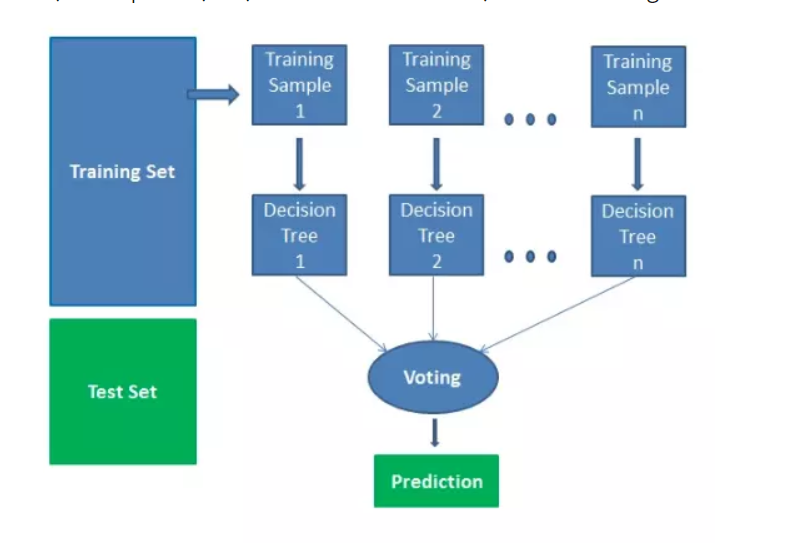 Training Set
Training
Sample
1
Training
Sample
2
Training
Sample
n
Decision
Tree
1
Decision
Tree
2
Decision
Tree
n
Test Set
Voting
Prediction